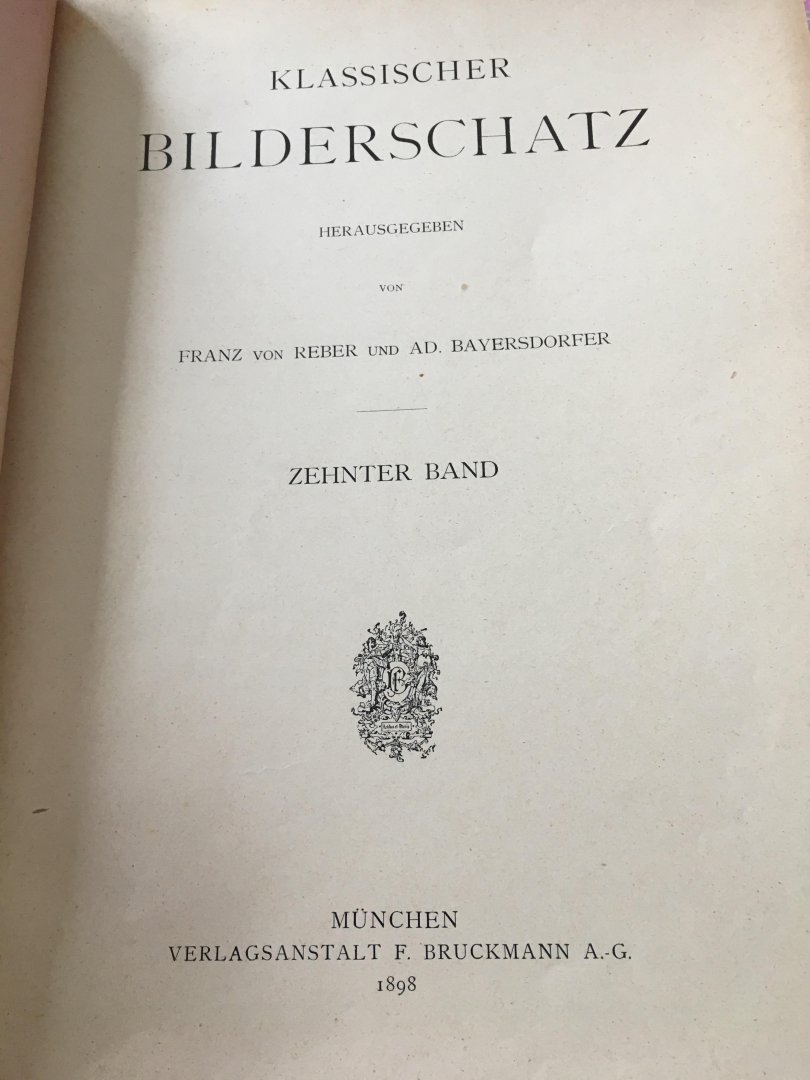 KLASSISCHER
BILDERSCHATZ
HERAUSGEGEBEN
VON
FRANZ VON REBER UND AD. BAYERSDORFER
ZEHNTER BAND
MÜNCHEN
VERLAGSANSTALT F. BRUCKMANN A.-G.
1898